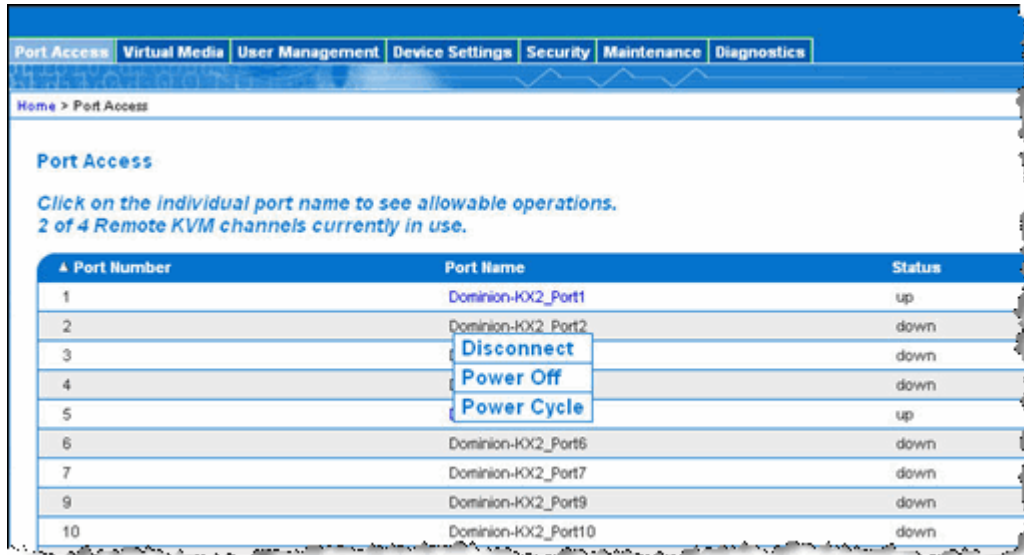 Port Access Virtual Media User Management Device Settings Security Maintenance Diagnostics
Home > Port Access
Port Access
Click on the individual port name to see allowable operations.
2 of 4 Remote KVM channels currently in use.
▲ Port Number Port Name Status
1 Dominion-KX2_Port1 up
2 Dominion-KX2_Port2 down
Disconnect
3 down
Power Off
4 down
Power Cycle
5 up
6 Dominion-KX2_Port6 down
7 Dominion-KX2_Port7 down
9 Dominion-KX2_Port9 down
10 Dominion-KX2_Port10 down